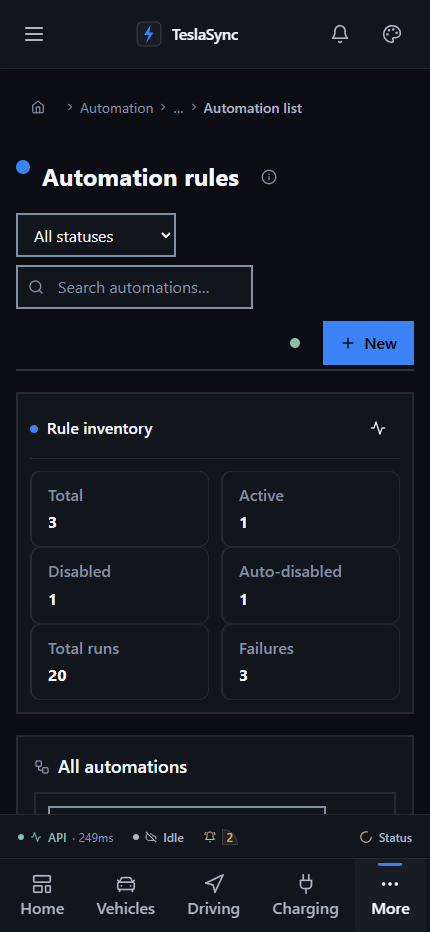 TeslaSync
Automation ... Automation list
Automation rules
All statuses
Search automations...
New
Rule inventory
Total Active
3 1
Disabled Auto-disabled
1 1
Total runs Failures
20 3
All automations
API · 249ms Idle 2 Status
Home Vehicles Driving Charging More